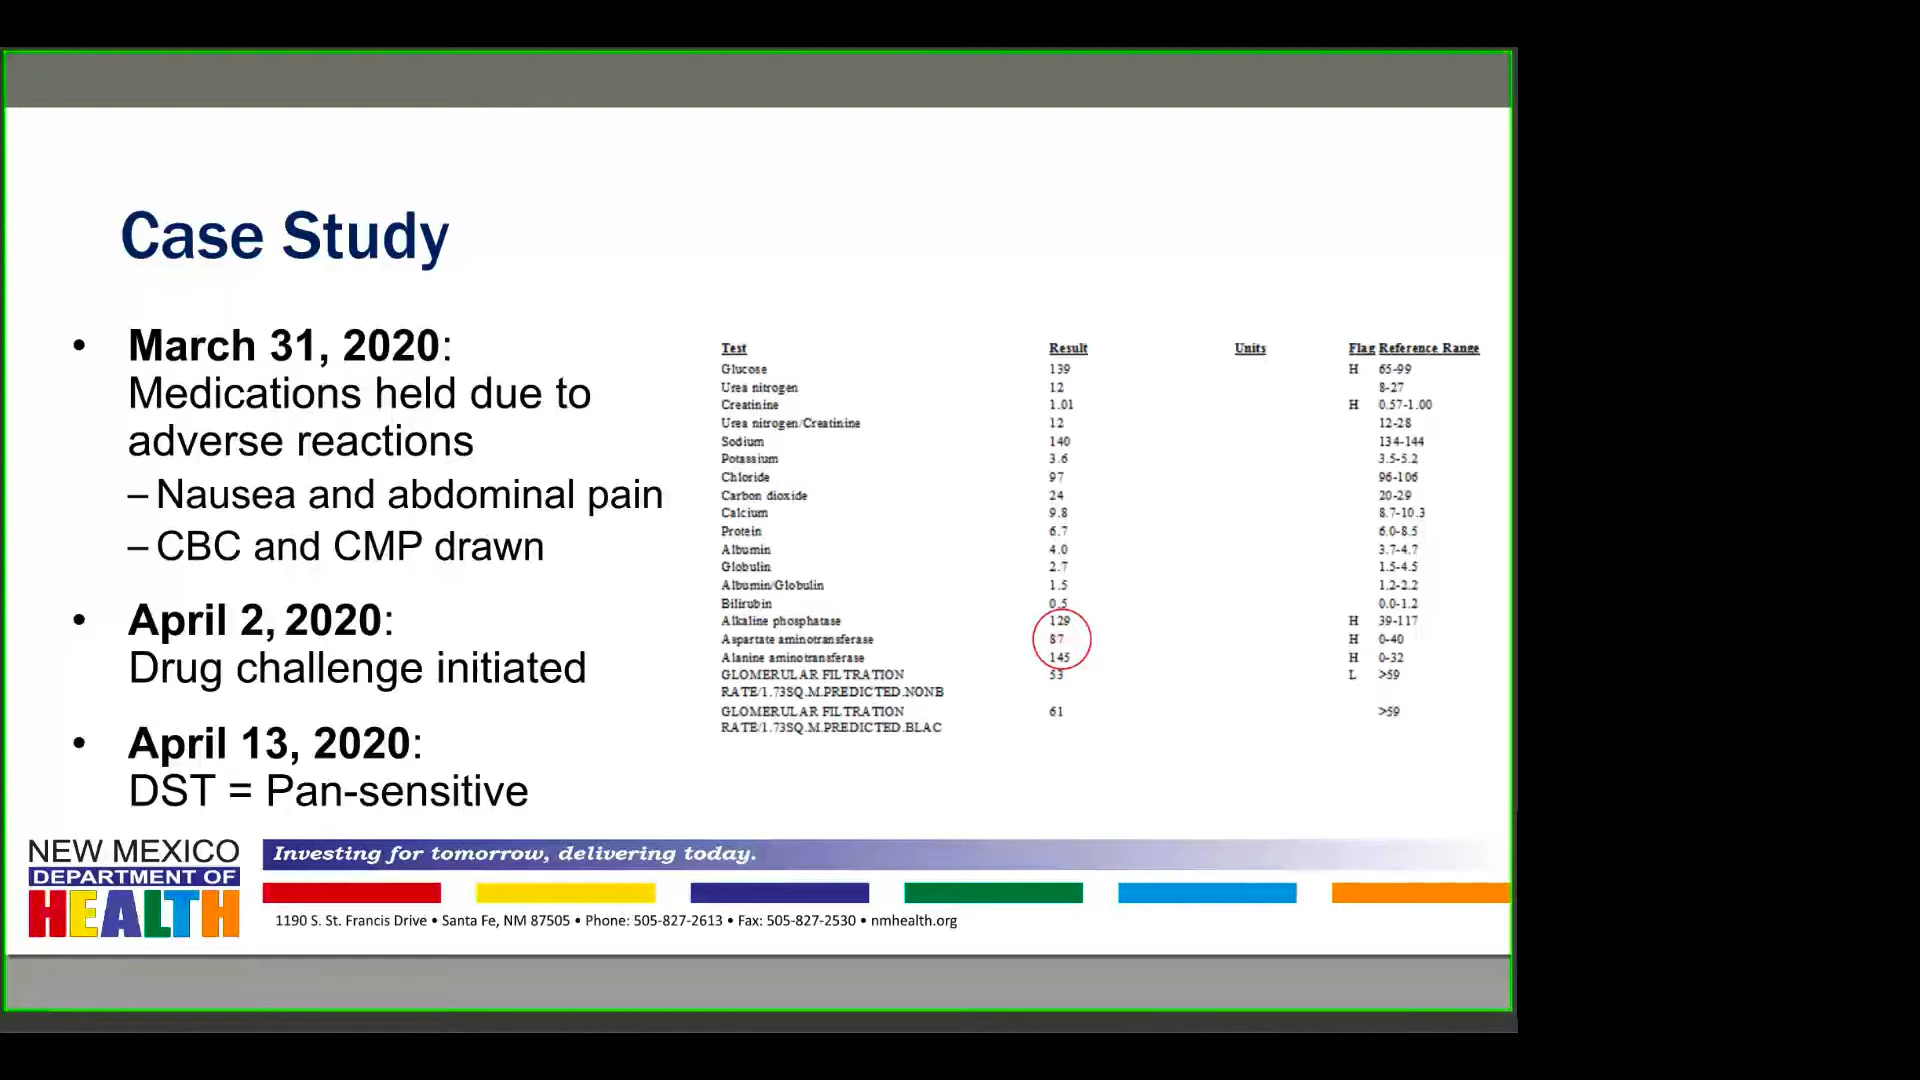 Case Study
• March 31, 2020:
Medications held due to
adverse reactions
– Nausea and abdominal pain
– CBC and CMP drawn
• April 2, 2020:
Drug challenge initiated
• April 13, 2020:
DST = Pan-sensitive
Test Result Units Flag Reference Range
Glucose 139 H 65-99
Urea nitrogen 12 8-27
Creatinine 1.01 H 0.57-1.00
Urea nitrogen/Creatinine 12 12-28
Sodium 140 134-144
Potassium 3.6 3.5-5.2
Chloride 97 96-106
Carbon dioxide 24 20-29
Calcium 9.8 8.7-10.3
Protein 6.7 6.0-8.5
Albumin 4.0 3.7-4.7
Globulin 2.7 1.5-4.5
Albumin/Globulin 1.5 1.2-2.2
Bilirubin 0.5 0.0-1.2
Alkaline phosphatase 129 H 39-117
Aspartate aminotransferase 87 H 0-40
Alanine aminotransferase 145 H 0-32
GLOMERULAR FILTRATION 53 L >59
RATE/1.73SQ.M.PREDICTED.NONB
GLOMERULAR FILTRATION 61 >59
RATE/1.73SQ.M.PREDICTED.BLAC
NEW MEXICO
DEPARTMENT OF
HEALTH
Investing for tomorrow, delivering today.
1190 S. St. Francis Drive • Santa Fe, NM 87505 • Phone: 505-827-2613 • Fax: 505-827-2530 • nmhealth.org